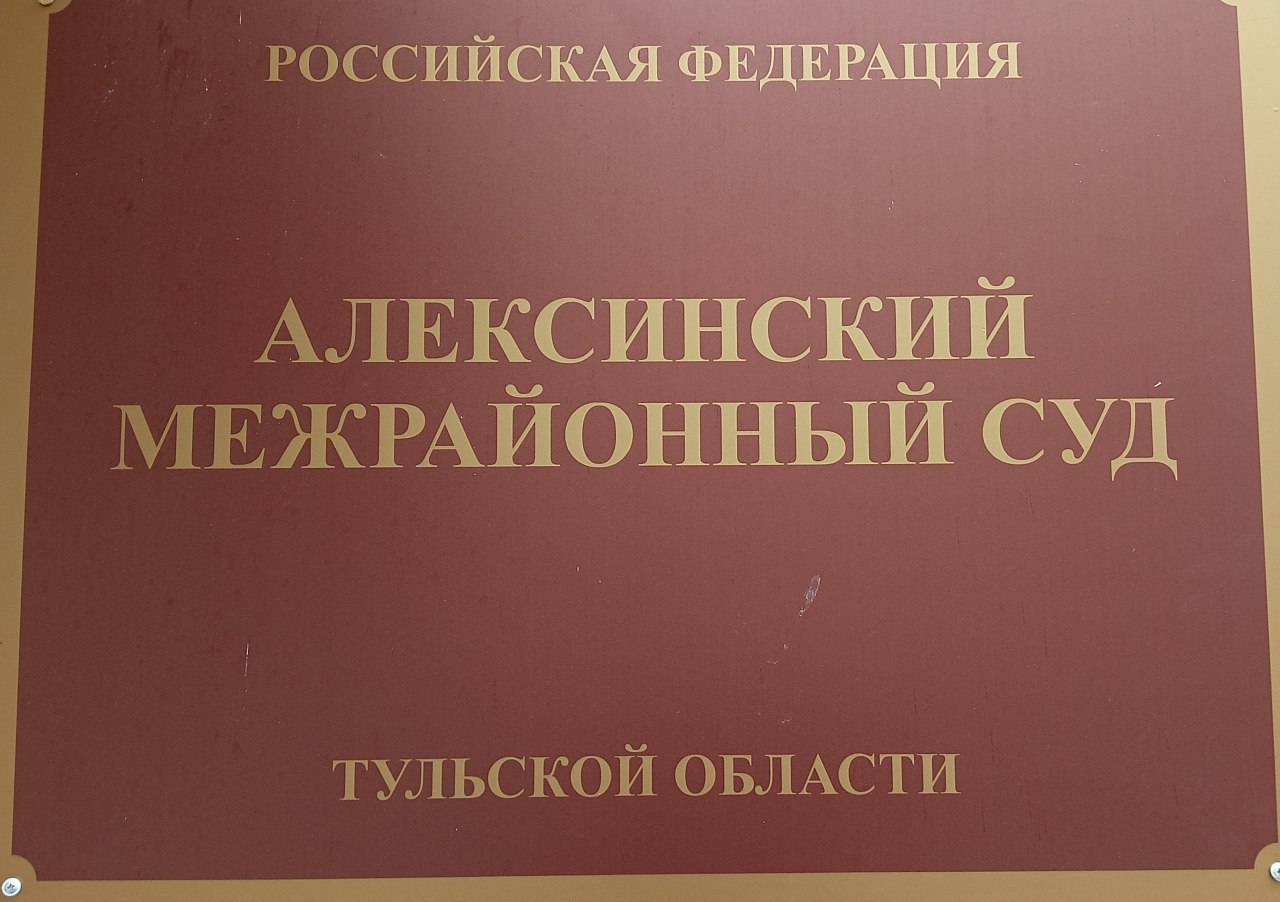 РОССИЙСКАЯ ФЕДЕРАЦИЯ
АЛЕКСИНСКИЙ
МЕЖРАЙОННЫЙ СУД
ТУЛЬСКОЙ ОБЛАСТИ